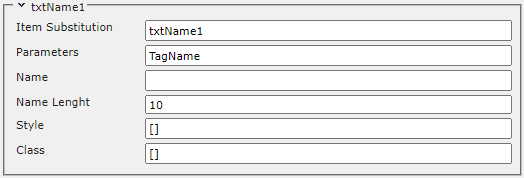 txtName1
Item Substitution txtName1
Parameters TagName
Name
Name Lenght 10
Style []
Class []